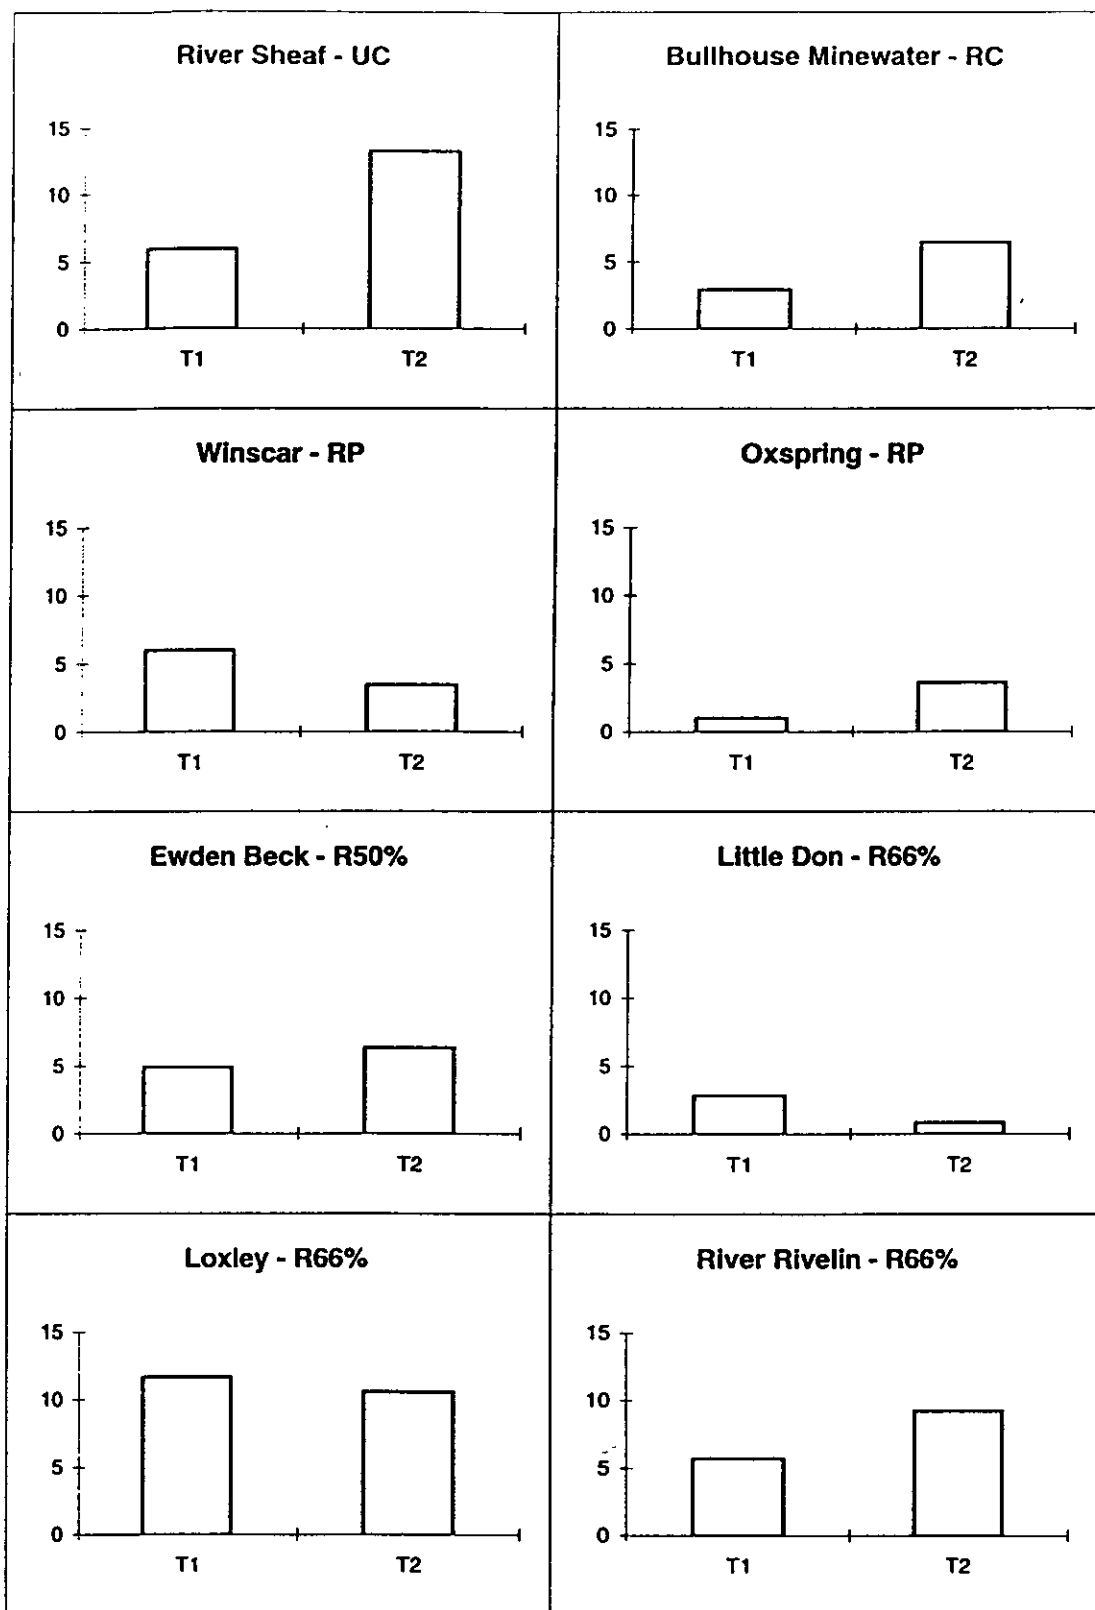 River Sheaf - UC
15
10
5
0
T1 T2
Bullhouse Minewater - RC
15
10
5
0
T1 T2
Winscar - RP
15
10
5
0
T1 T2
Oxspring - RP
15
10
5
0
T1 T2
Ewden Beck - R50%
15
10
5
0
T1 T2
Little Don - R66%
15
10
5
0
T1 T2
Loxley - R66%
15
10
5
0
T1 T2
River Rivelin - R66%
15
10
5
0
T1 T2